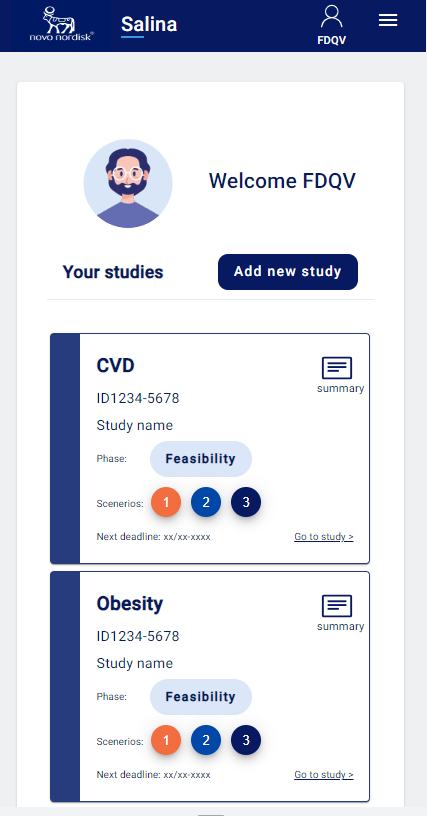 Salina
novo nordisk®
FDQV
Welcome FDQV
Your studies
Add new study
CVD
summary
ID1234-5678
Study name
Phase:
Feasibility
Scenerios:
1 2 3
Next deadline: xx/xx-xxxx
Go to study >
Obesity
summary
ID1234-5678
Study name
Phase:
Feasibility
Scenerios:
1 2 3
Next deadline: xx/xx-xxxx
Go to study >